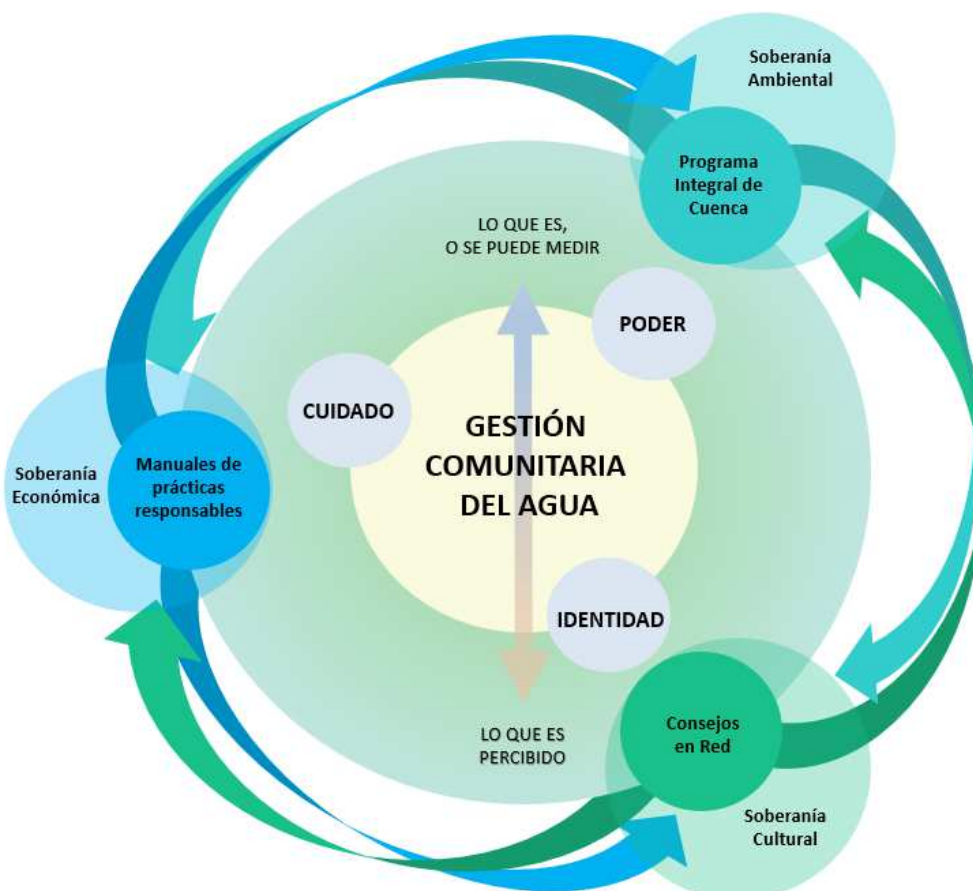 Soberanía
Ambiental
Programa
Integral de
Cuenca
LO QUE ES,
O SE PUEDE MEDIR
PODER
CUIDADO
GESTIÓN
COMUNITARIA
DEL AGUA
Soberanía
Económica
Manuales de
prácticas
responsables
IDENTIDAD
LO QUE ES
PERCIBIDO
Consejos
en Red
Soberanía
Cultural